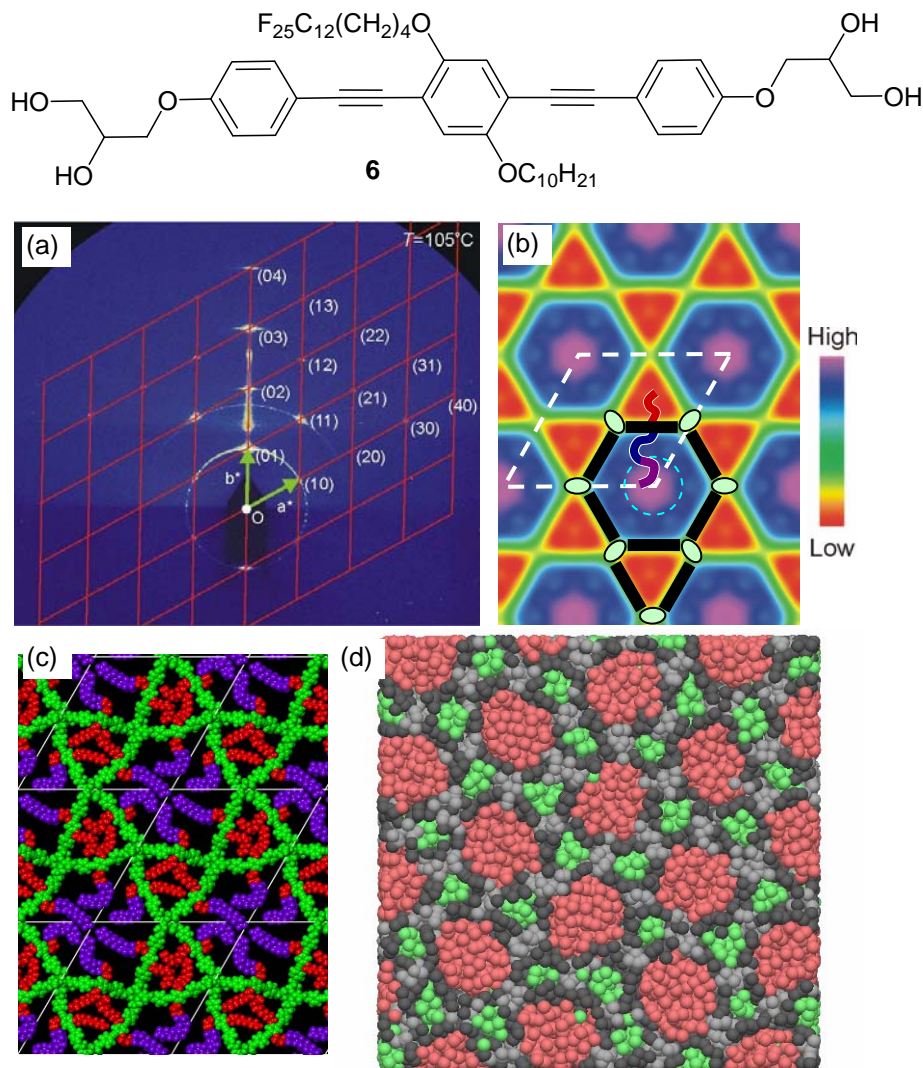 F25C12(CH2)4O
OH
HO
O
O
OH
HO
6
OC10H21
(a)
T=105°C
(04)
(13)
(03)
(22)
(12)
(31)
(02)
(21)
(40)
(11)
(30)
(01)
(20)
b*
(10)
a*
O
(b)
High
Low
(c)
(d)